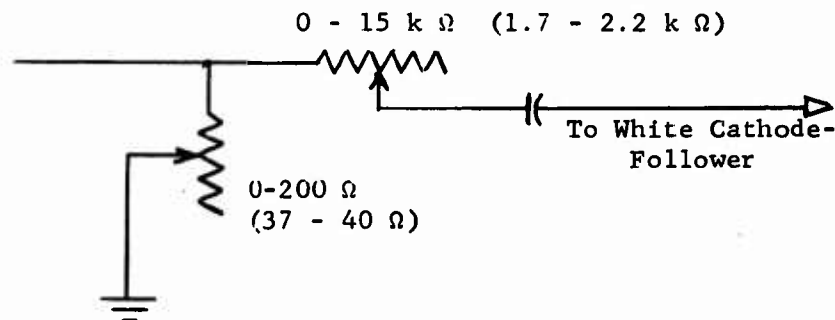 0 - 15 k Ω (1.7 - 2.2 k Ω)
To White Cathode-
Follower
0-200 Ω
(37 - 40 Ω)